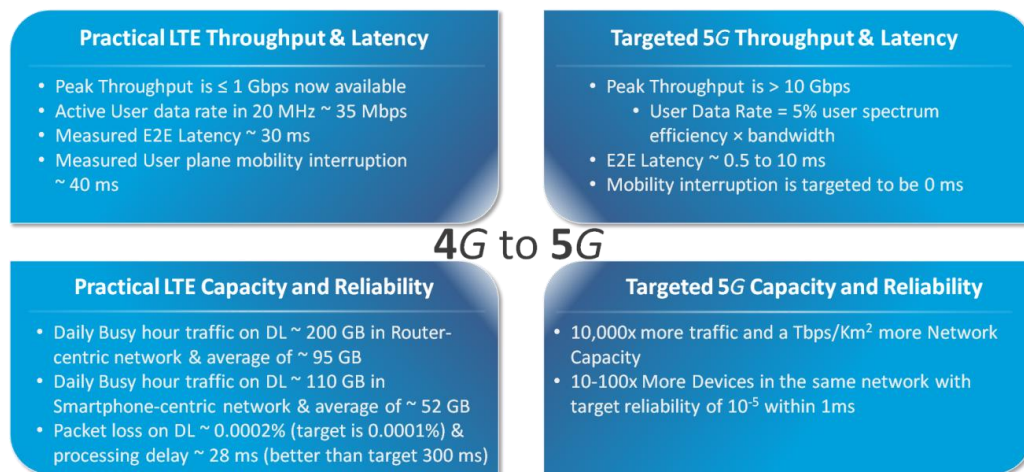 Practical LTE Throughput & Latency
• Peak Throughput is ≤ 1 Gbps now available
• Active User data rate in 20 MHz ~ 35 Mbps
• Measured E2E Latency ~ 30 ms
• Measured User plane mobility interruption
~ 40 ms
Targeted 5G Throughput & Latency
• Peak Throughput is > 10 Gbps
• User Data Rate = 5% user spectrum
efficiency × bandwidth
• E2E Latency ~ 0.5 to 10 ms
• Mobility interruption is targeted to be 0 ms
4G to 5G
Practical LTE Capacity and Reliability
• Daily Busy hour traffic on DL ~ 200 GB in Router-
centric network & average of ~ 95 GB
• Daily Busy hour traffic on DL ~ 110 GB in
Smartphone-centric network & average of ~ 52 GB
• Packet loss on DL ~ 0.0002% (target is 0.0001%) &
processing delay ~ 28 ms (better than target 300 ms)
Targeted 5G Capacity and Reliability
• 10,000x more traffic and a Tbps/Km² more Network
Capacity
• 10-100x More Devices in the same network with
target reliability of 10⁻⁵ within 1ms